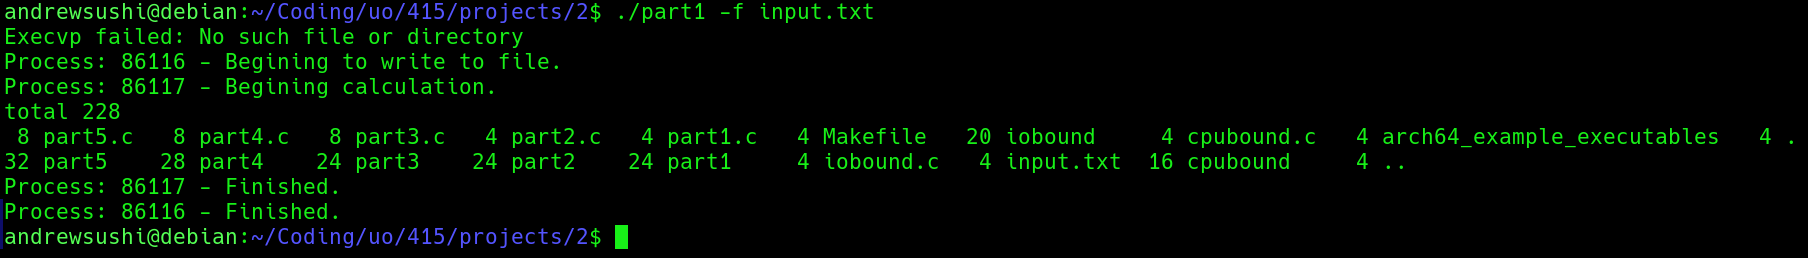 andrewsushi@debian:~/Coding/uo/415/projects/2$ ./part1 -f input.txt
Execvp failed: No such file or directory
Process: 86116 - Begining to write to file.
Process: 86117 - Begining calculation.
total 228
 8 part5.c   8 part4.c   8 part3.c   4 part2.c   4 part1.c   4 Makefile   20 iobound     4 cpubound.c   4 arch64_example_executables   4 .
32 part5    28 part4    24 part3    24 part2    24 part1     4 iobound.c   4 input.txt  16 cpubound     4 ..
Process: 86117 - Finished.
Process: 86116 - Finished.
andrewsushi@debian:~/Coding/uo/415/projects/2$